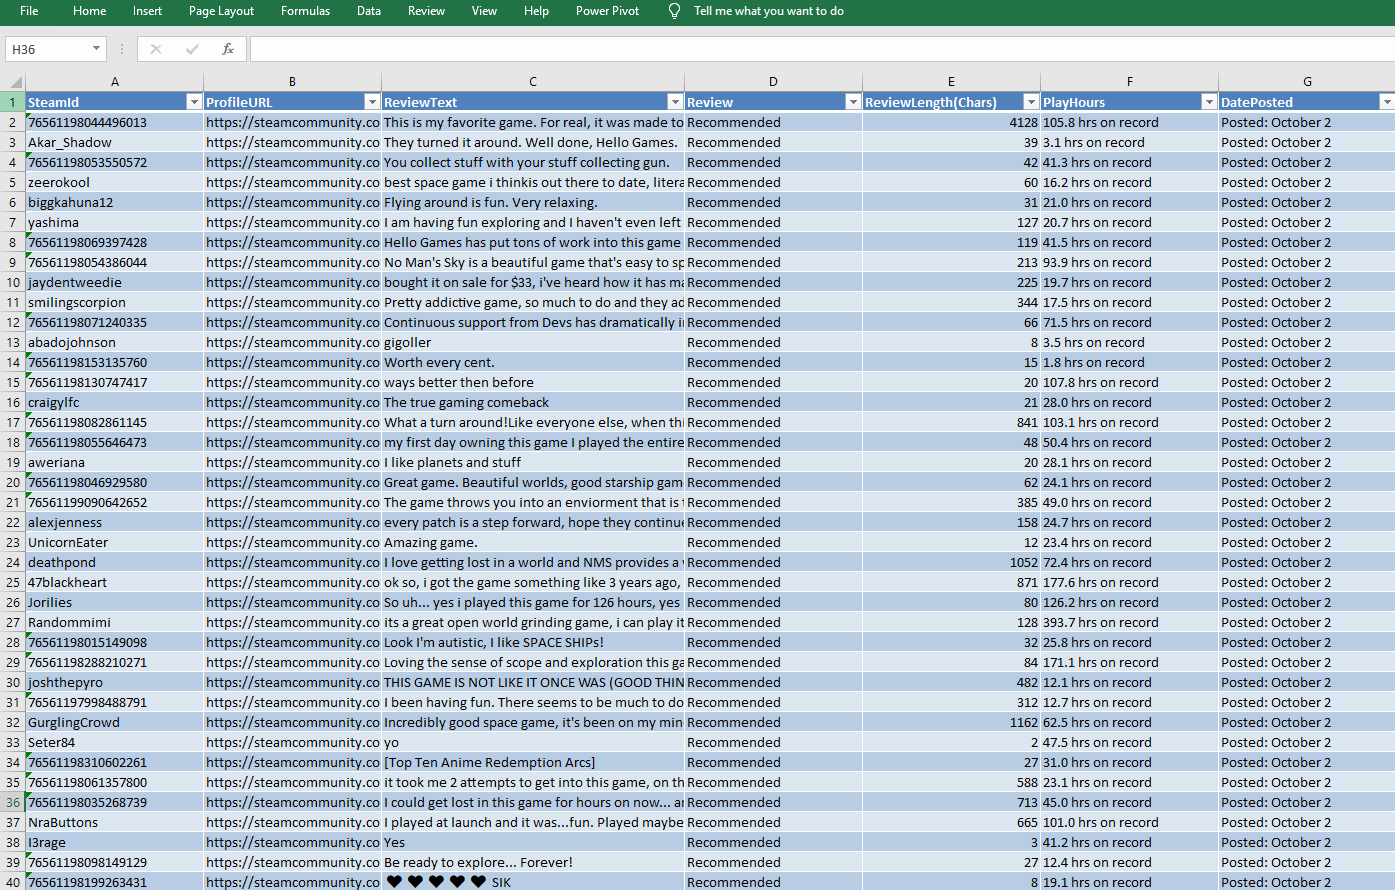 File Home Insert Page Layout Formulas Data Review View Help Power Pivot Tell me what you want to do
H36 fx
A B C D E F G
1 SteamId ProfileURL ReviewText Review ReviewLength(Chars) PlayHours DatePosted
2 76561198044496013 https://steamcommunity.co This is my favorite game. For real, it was made to Recommended 4128 105.8 hrs on record Posted: October 2
3 Akar_Shadow https://steamcommunity.co They turned it around. Well done, Hello Games. Recommended 39 3.1 hrs on record Posted: October 2
4 76561198053550572 https://steamcommunity.co You collect stuff with your stuff collecting gun. Recommended 42 41.3 hrs on record Posted: October 2
5 zeerokool https://steamcommunity.co best space game i thinkis out there to date, litera Recommended 60 16.2 hrs on record Posted: October 2
6 biggkahuna12 https://steamcommunity.co Flying around is fun. Very relaxing. Recommended 31 21.0 hrs on record Posted: October 2
7 yashima https://steamcommunity.co I am having fun exploring and I haven't even left Recommended 127 20.7 hrs on record Posted: October 2
8 76561198069397428 https://steamcommunity.co Hello Games has put tons of work into this game Recommended 119 41.5 hrs on record Posted: October 2
9 76561198054386044 https://steamcommunity.co No Man's Sky is a beautiful game that's easy to sp Recommended 213 93.9 hrs on record Posted: October 2
10 jaydentweedie https://steamcommunity.co bought it on sale for $33, i've heard how it has ma Recommended 225 19.7 hrs on record Posted: October 2
11 smilingscorpion https://steamcommunity.co Pretty addictive game, so much to do and they ad Recommended 344 17.5 hrs on record Posted: October 2
12 76561198071240335 https://steamcommunity.co Continuous support from Devs has dramatically i Recommended 66 71.5 hrs on record Posted: October 2
13 abadojohnson https://steamcommunity.co gigoller Recommended 8 3.5 hrs on record Posted: October 2
14 76561198153135760 https://steamcommunity.co Worth every cent. Recommended 15 1.8 hrs on record Posted: October 2
15 76561198130747417 https://steamcommunity.co ways better then before Recommended 20 107.8 hrs on record Posted: October 2
16 craigylfc https://steamcommunity.co The true gaming comeback Recommended 21 28.0 hrs on record Posted: October 2
17 76561198082861145 https://steamcommunity.co What a turn around!Like everyone else, when thi Recommended 841 103.1 hrs on record Posted: October 2
18 76561198055646473 https://steamcommunity.co my first day owning this game I played the entire Recommended 48 50.4 hrs on record Posted: October 2
19 aweriana https://steamcommunity.co I like planets and stuff Recommended 20 28.1 hrs on record Posted: October 2
20 76561198046929580 https://steamcommunity.co Great game. Beautiful worlds, good starship gam Recommended 62 24.1 hrs on record Posted: October 2
21 76561199090642652 https://steamcommunity.co The game throws you into an enviorment that is t Recommended 385 49.0 hrs on record Posted: October 2
22 alexjenness https://steamcommunity.co every patch is a step forward, hope they continue Recommended 158 24.7 hrs on record Posted: October 2
23 UnicornEater https://steamcommunity.co Amazing game. Recommended 12 23.4 hrs on record Posted: October 2
24 deathpond https://steamcommunity.co I love getting lost in a world and NMS provides a Recommended 1052 72.4 hrs on record Posted: October 2
25 47blackheart https://steamcommunity.co ok so, i got the game something like 3 years ago, Recommended 871 177.6 hrs on record Posted: October 2
26 Jorilies https://steamcommunity.co So uh... yes i played this game for 126 hours, yes Recommended 80 126.2 hrs on record Posted: October 2
27 Randommimi https://steamcommunity.co its a great open world grinding game, i can play it Recommended 128 393.7 hrs on record Posted: October 2
28 76561198015149098 https://steamcommunity.co Look I'm autistic, I like SPACE SHIPs! Recommended 32 25.8 hrs on record Posted: October 2
29 76561198288210271 https://steamcommunity.co Loving the sense of scope and exploration this ga Recommended 84 171.1 hrs on record Posted: October 2
30 joshthepyro https://steamcommunity.co THIS GAME IS NOT LIKE IT ONCE WAS (GOOD THIN Recommended 482 12.1 hrs on record Posted: October 2
31 76561197998488791 https://steamcommunity.co I been having fun. There seems to be much to do Recommended 312 12.7 hrs on record Posted: October 2
32 GurglingCrowd https://steamcommunity.co Incredibly good space game, it's been on my min Recommended 1162 62.5 hrs on record Posted: October 2
33 Seter84 https://steamcommunity.co yo Recommended 2 47.5 hrs on record Posted: October 2
34 76561198310602261 https://steamcommunity.co [Top Ten Anime Redemption Arcs] Recommended 27 31.0 hrs on record Posted: October 2
35 76561198061357800 https://steamcommunity.co it took me 2 attempts to get into this game, on th Recommended 588 23.1 hrs on record Posted: October 2
36 76561198035268739 https://steamcommunity.co I could get lost in this game for hours on now... a Recommended 713 45.0 hrs on record Posted: October 2
37 NraButtons https://steamcommunity.co I played at launch and it was...fun. Played maybe Recommended 665 101.0 hrs on record Posted: October 2
38 I3rage https://steamcommunity.co Yes Recommended 3 41.2 hrs on record Posted: October 2
39 76561198098149129 https://steamcommunity.co Be ready to explore... Forever! Recommended 27 12.4 hrs on record Posted: October 2
40 76561198199263431 https://steamcommunity.co ♥ ♥ ♥ ♥ ♥ SIK Recommended 8 19.1 hrs on record Posted: October 2